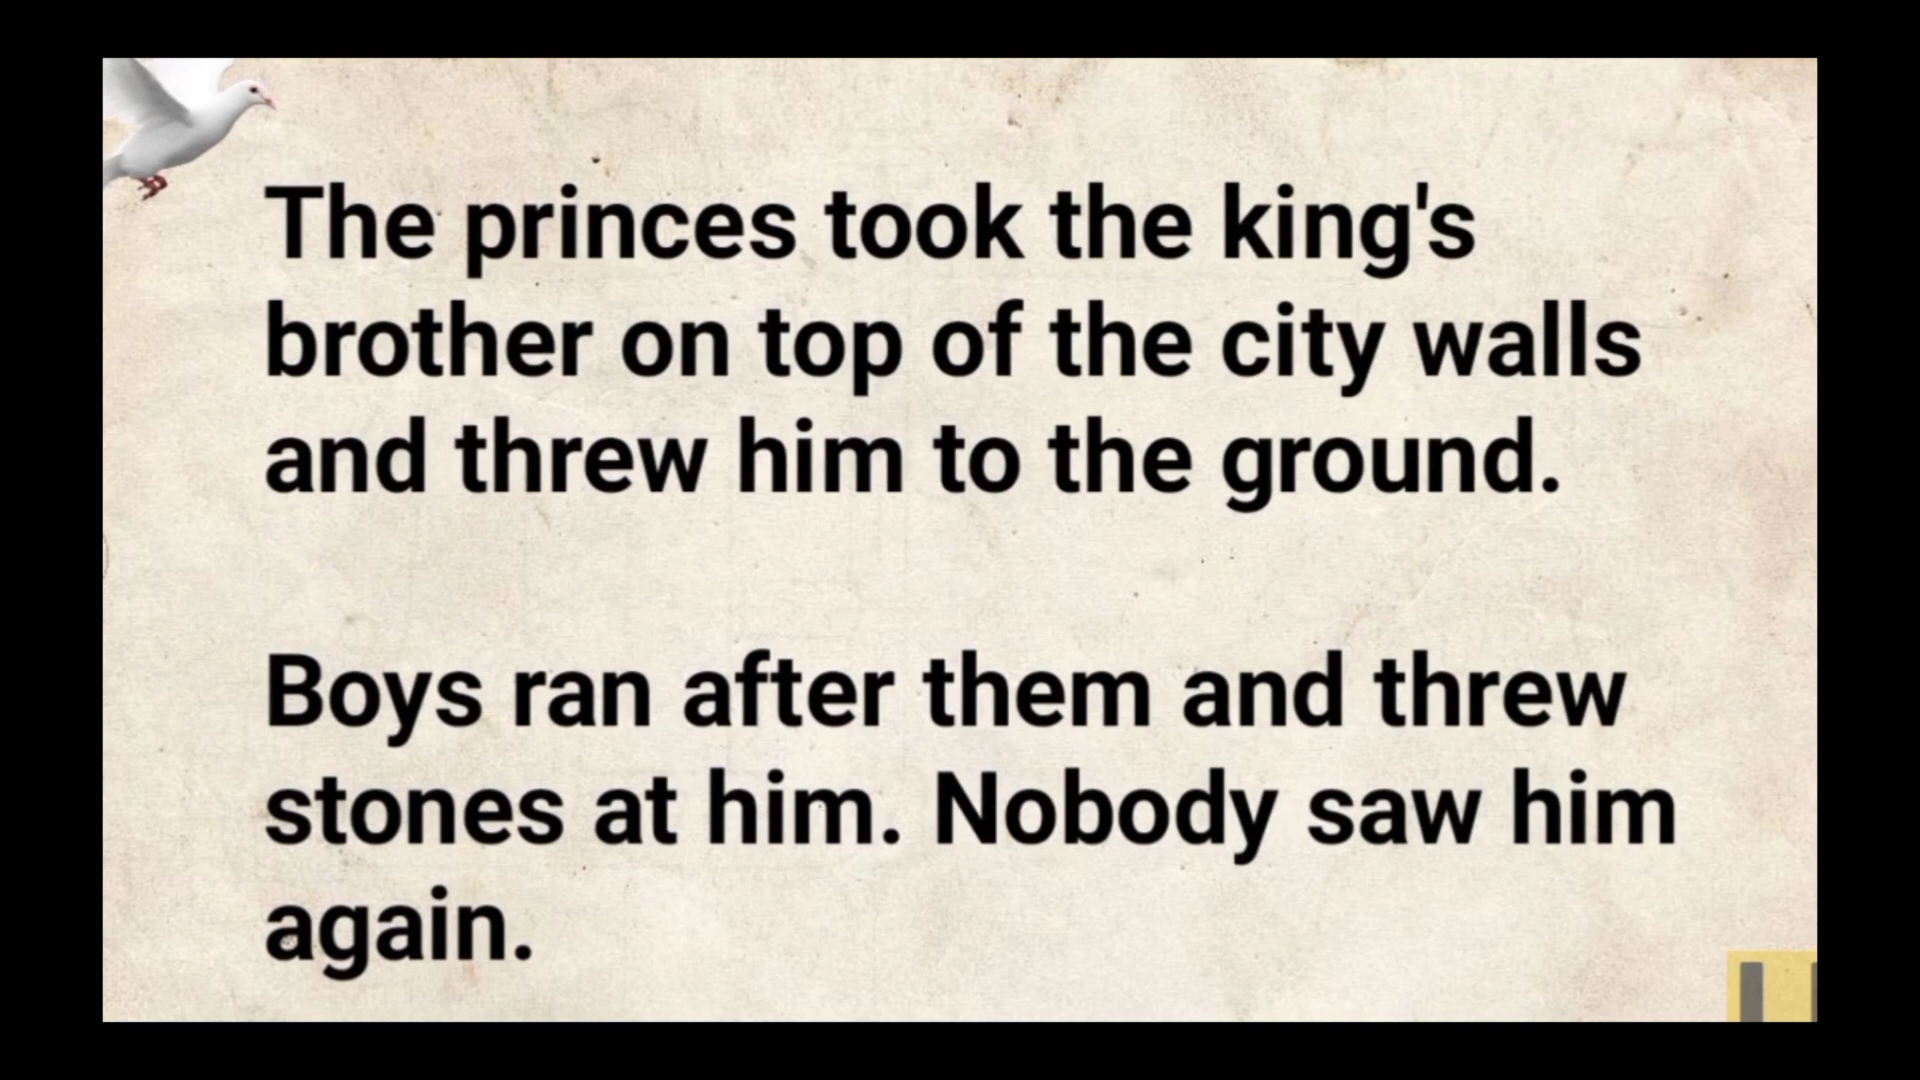 The princes took the king's
brother on top of the city walls
and threw him to the ground.
Boys ran after them and threw
stones at him. Nobody saw him
again.